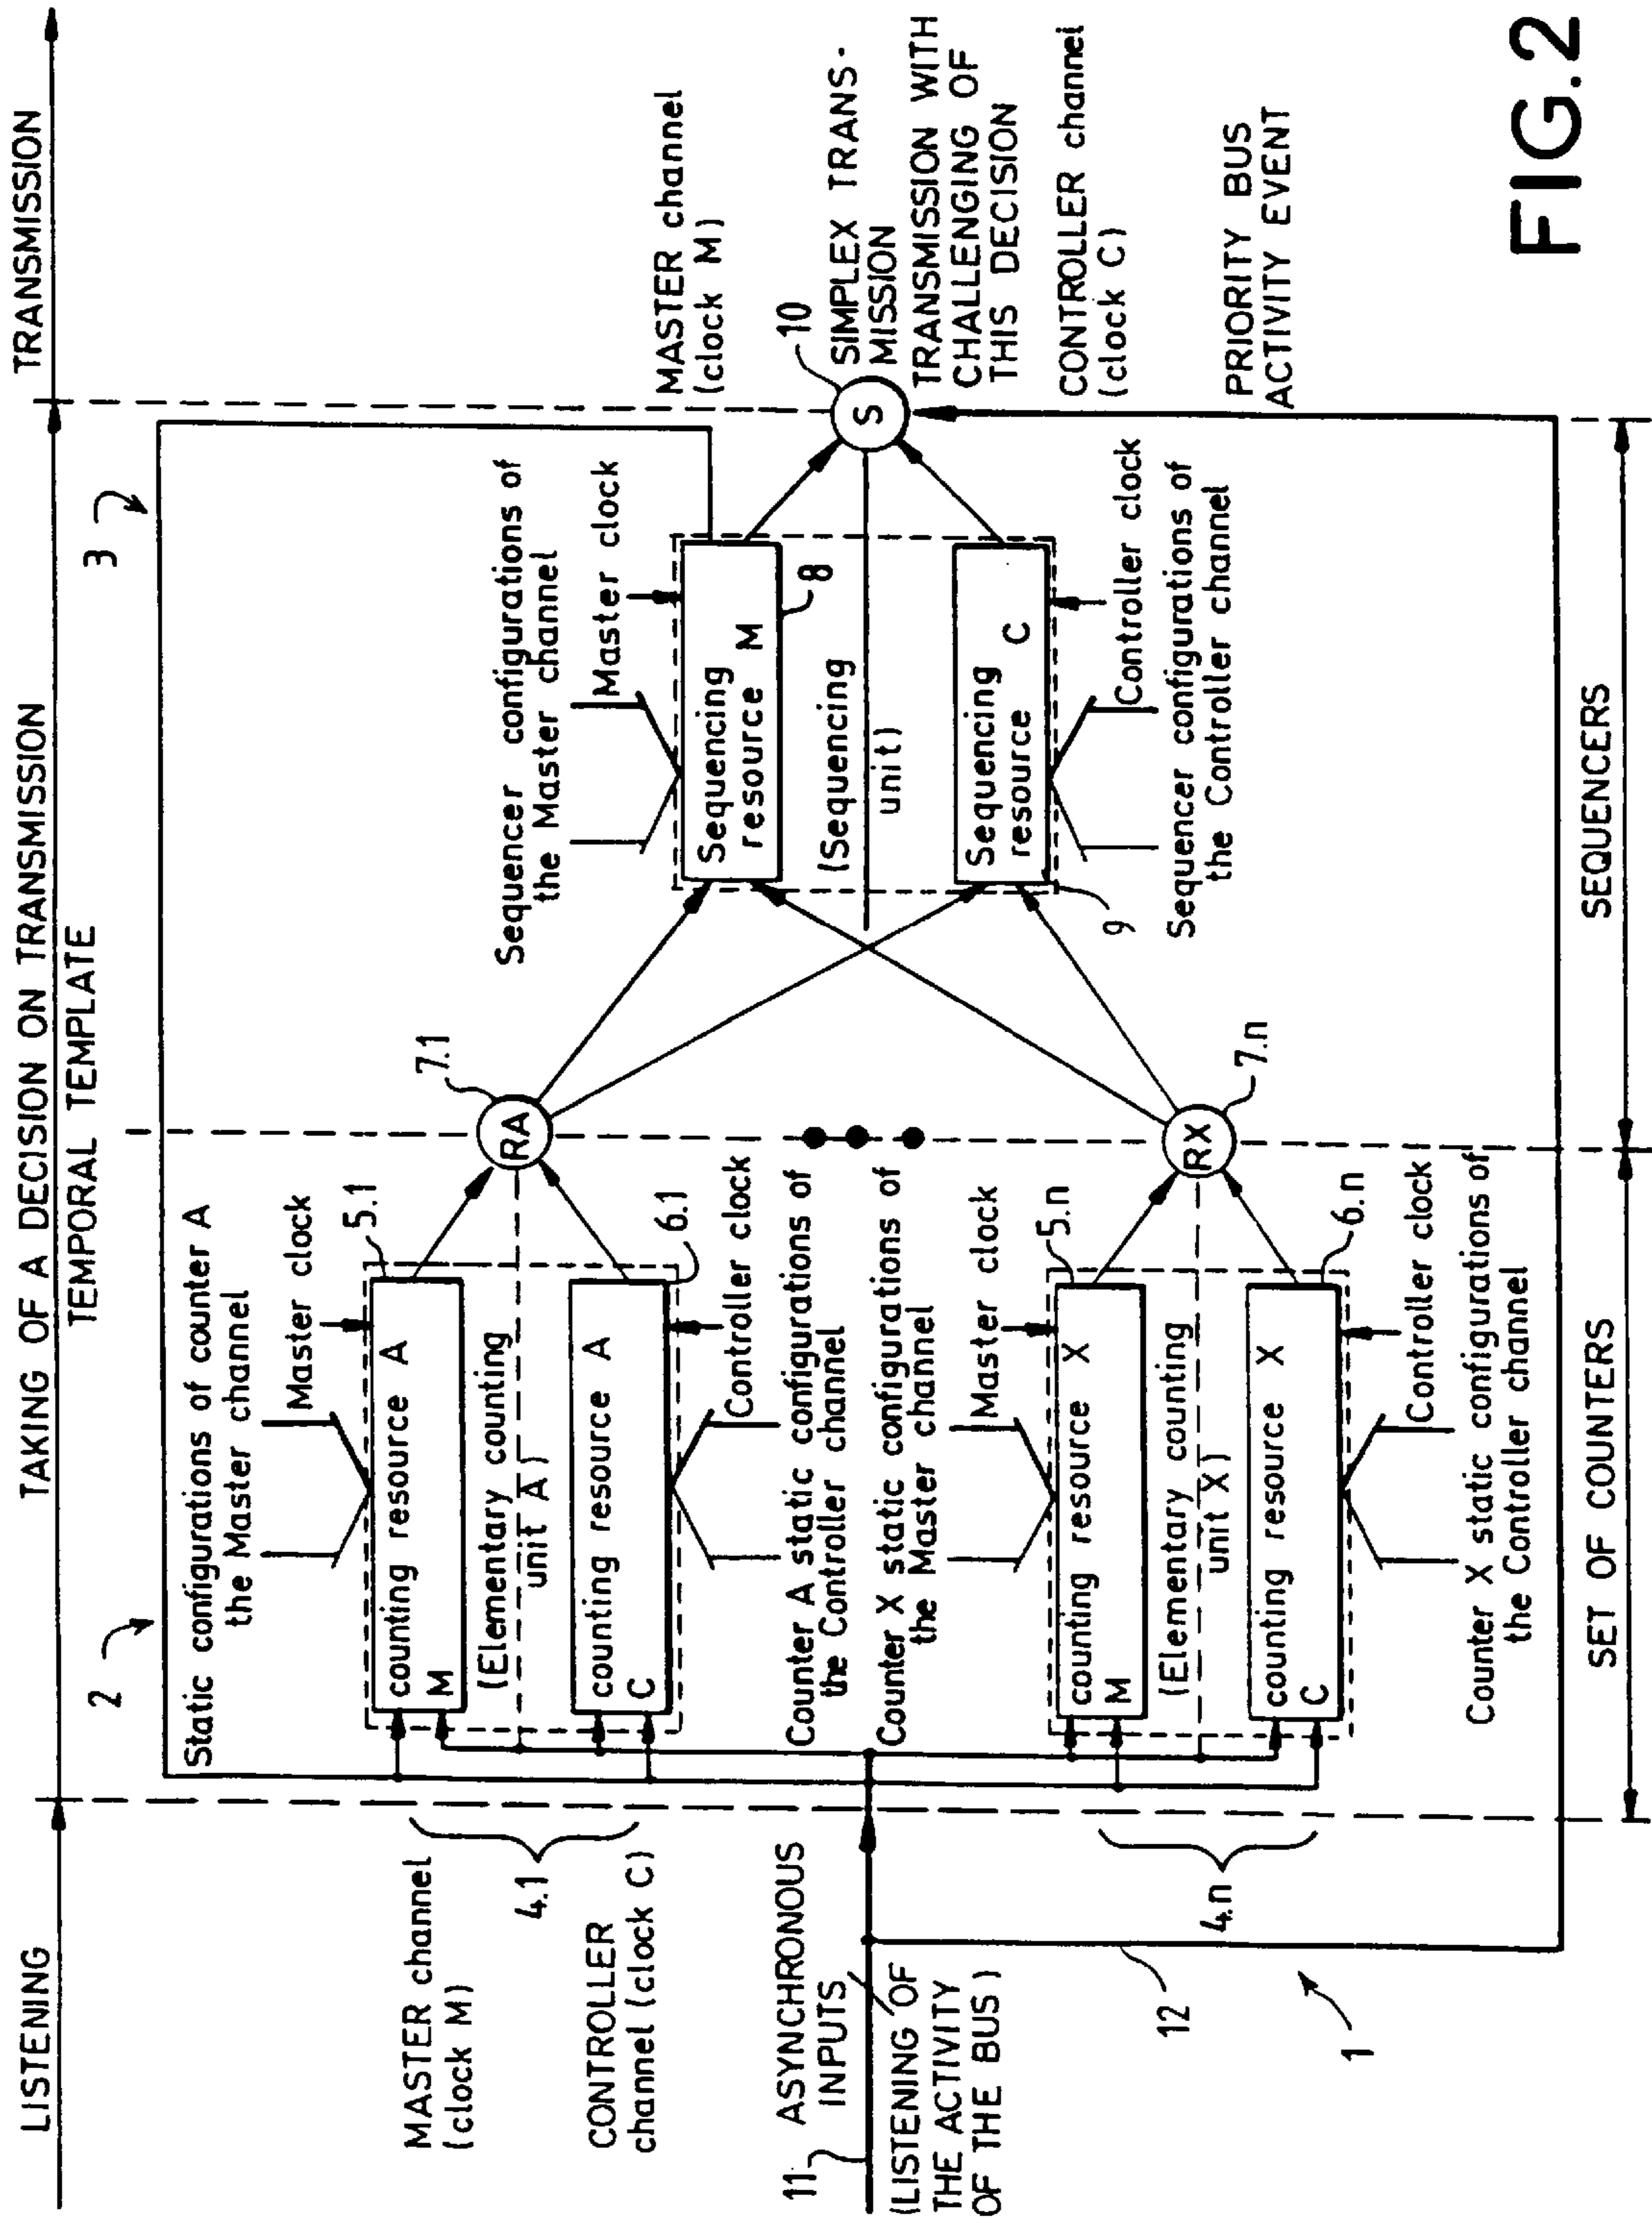 LISTENING
TAKING OF A DECISION ON TRANSMISSION
TEMPORAL TEMPLATE
TRANSMISSION
2
3
Static configurations of counter A
the Master channel
Master clock
5.1
counting resource A
M
(Elementary counting
unit A)
counting resource A
C
6.1
Controller clock
Counter A static configurations of
the Controller channel
MASTER channel
(clock M)
4.1
CONTROLLER
channel (clock C)
RA
7.1
Sequencer configurations of
the Master channel
Master clock
Sequencing
resource M
8
(Sequencing
unit)
Sequencing
resource C
9
Controller clock
Sequencer configurations of
the Controller channel
MASTER channel
(clock M)
S
10
SIMPLEX TRANS-
MISSION
TRANSMISSION WITH
CHALLENGING OF
THIS DECISION
CONTROLLER channel
(clock C)
PRIORITY BUS
ACTIVITY EVENT
11
ASYNCHRONOUS
INPUTS
(LISTENING OF
THE ACTIVITY
OF THE BUS)
Counter X static configurations of
the Master channel
Master clock
5.n
counting resource X
M
(Elementary counting
unit X)
counting resource X
C
6.n
Controller clock
Counter X static configurations of
the Controller channel
4.n
RX
7.n
12
1
SET OF COUNTERS
SEQUENCERS
FIG.2